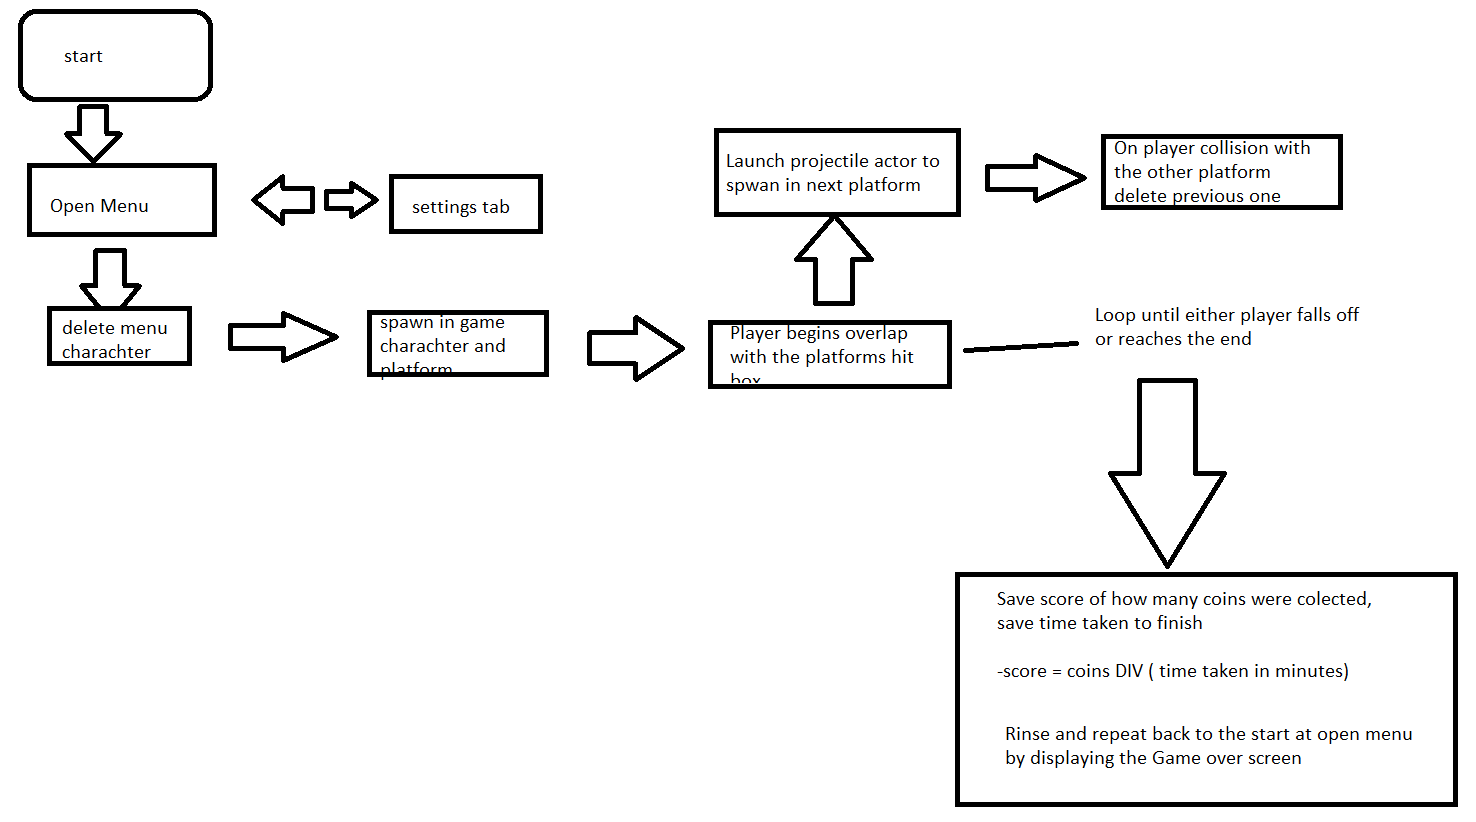 start
Open Menu
settings tab
delete menu
charachter
spawn in game
charachter and
platform
Player begins overlap
with the platforms hit
box
Launch projectile actor to
spwan in next platform
On player collision with
the other platform
delete previous one
Loop until either player falls off
or reaches the end
Save score of how many coins were colected,
save time taken to finish
-score = coins DIV ( time taken in minutes)
Rinse and repeat back to the start at open menu
by displaying the Game over screen